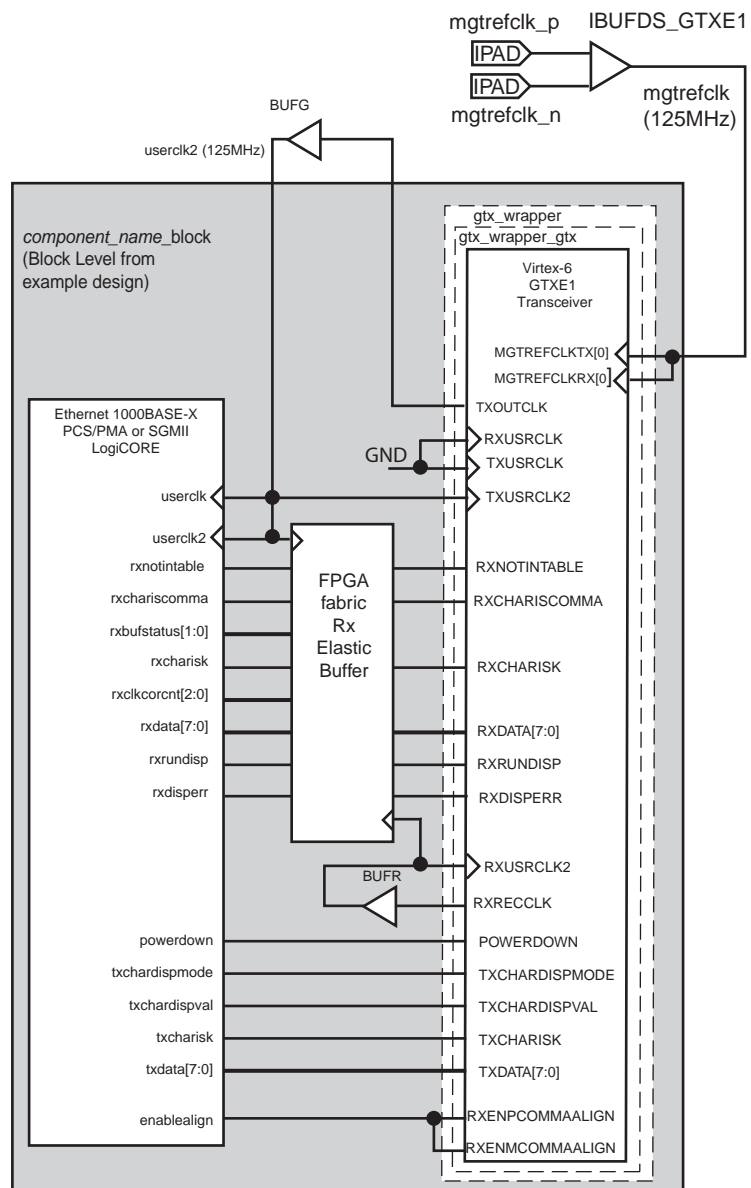 mgtrefclk_p
IBUFDS_GTXE1
IPAD
IPAD
mgtrefclk_n
mgtrefclk
(125MHz)
BUFG
userclk2 (125MHz)
component_name_block
(Block Level from
example design)
gtx_wrapper
gtx_wrapper_gtx
Virtex-6
GTXE1
Transceiver
MGTREFCLKTX[0]
MGTREFCLKRX[0]
TXOUTCLK
Ethernet 1000BASE-X
PCS/PMA or SGMII
LogiCORE
GND
RXUSRCLK
TXUSRCLK
userclk
TXUSRCLK2
userclk2
FPGA
fabric
Rx
Elastic
Buffer
rxnotintable
RXNOTINTABLE
rxchariscomma
RXCHARISCOMMA
rxbufstatus[1:0]
rxcharisk
RXCHARISK
rxclkcorcnt[2:0]
rxdata[7:0]
RXDATA[7:0]
rxrundisp
RXRUNDISP
rxdisperr
RXDISPERR
RXUSRCLK2
BUFR
RXRECCLK
powerdown
POWERDOWN
txchardispmode
TXCHARDISPMODE
txchardispval
TXCHARDISPVAL
txcharisk
TXCHARISK
txdata[7:0]
TXDATA[7:0]
enablealign
RXENPCOMMAALIGN
RXENMCOMMAALIGN